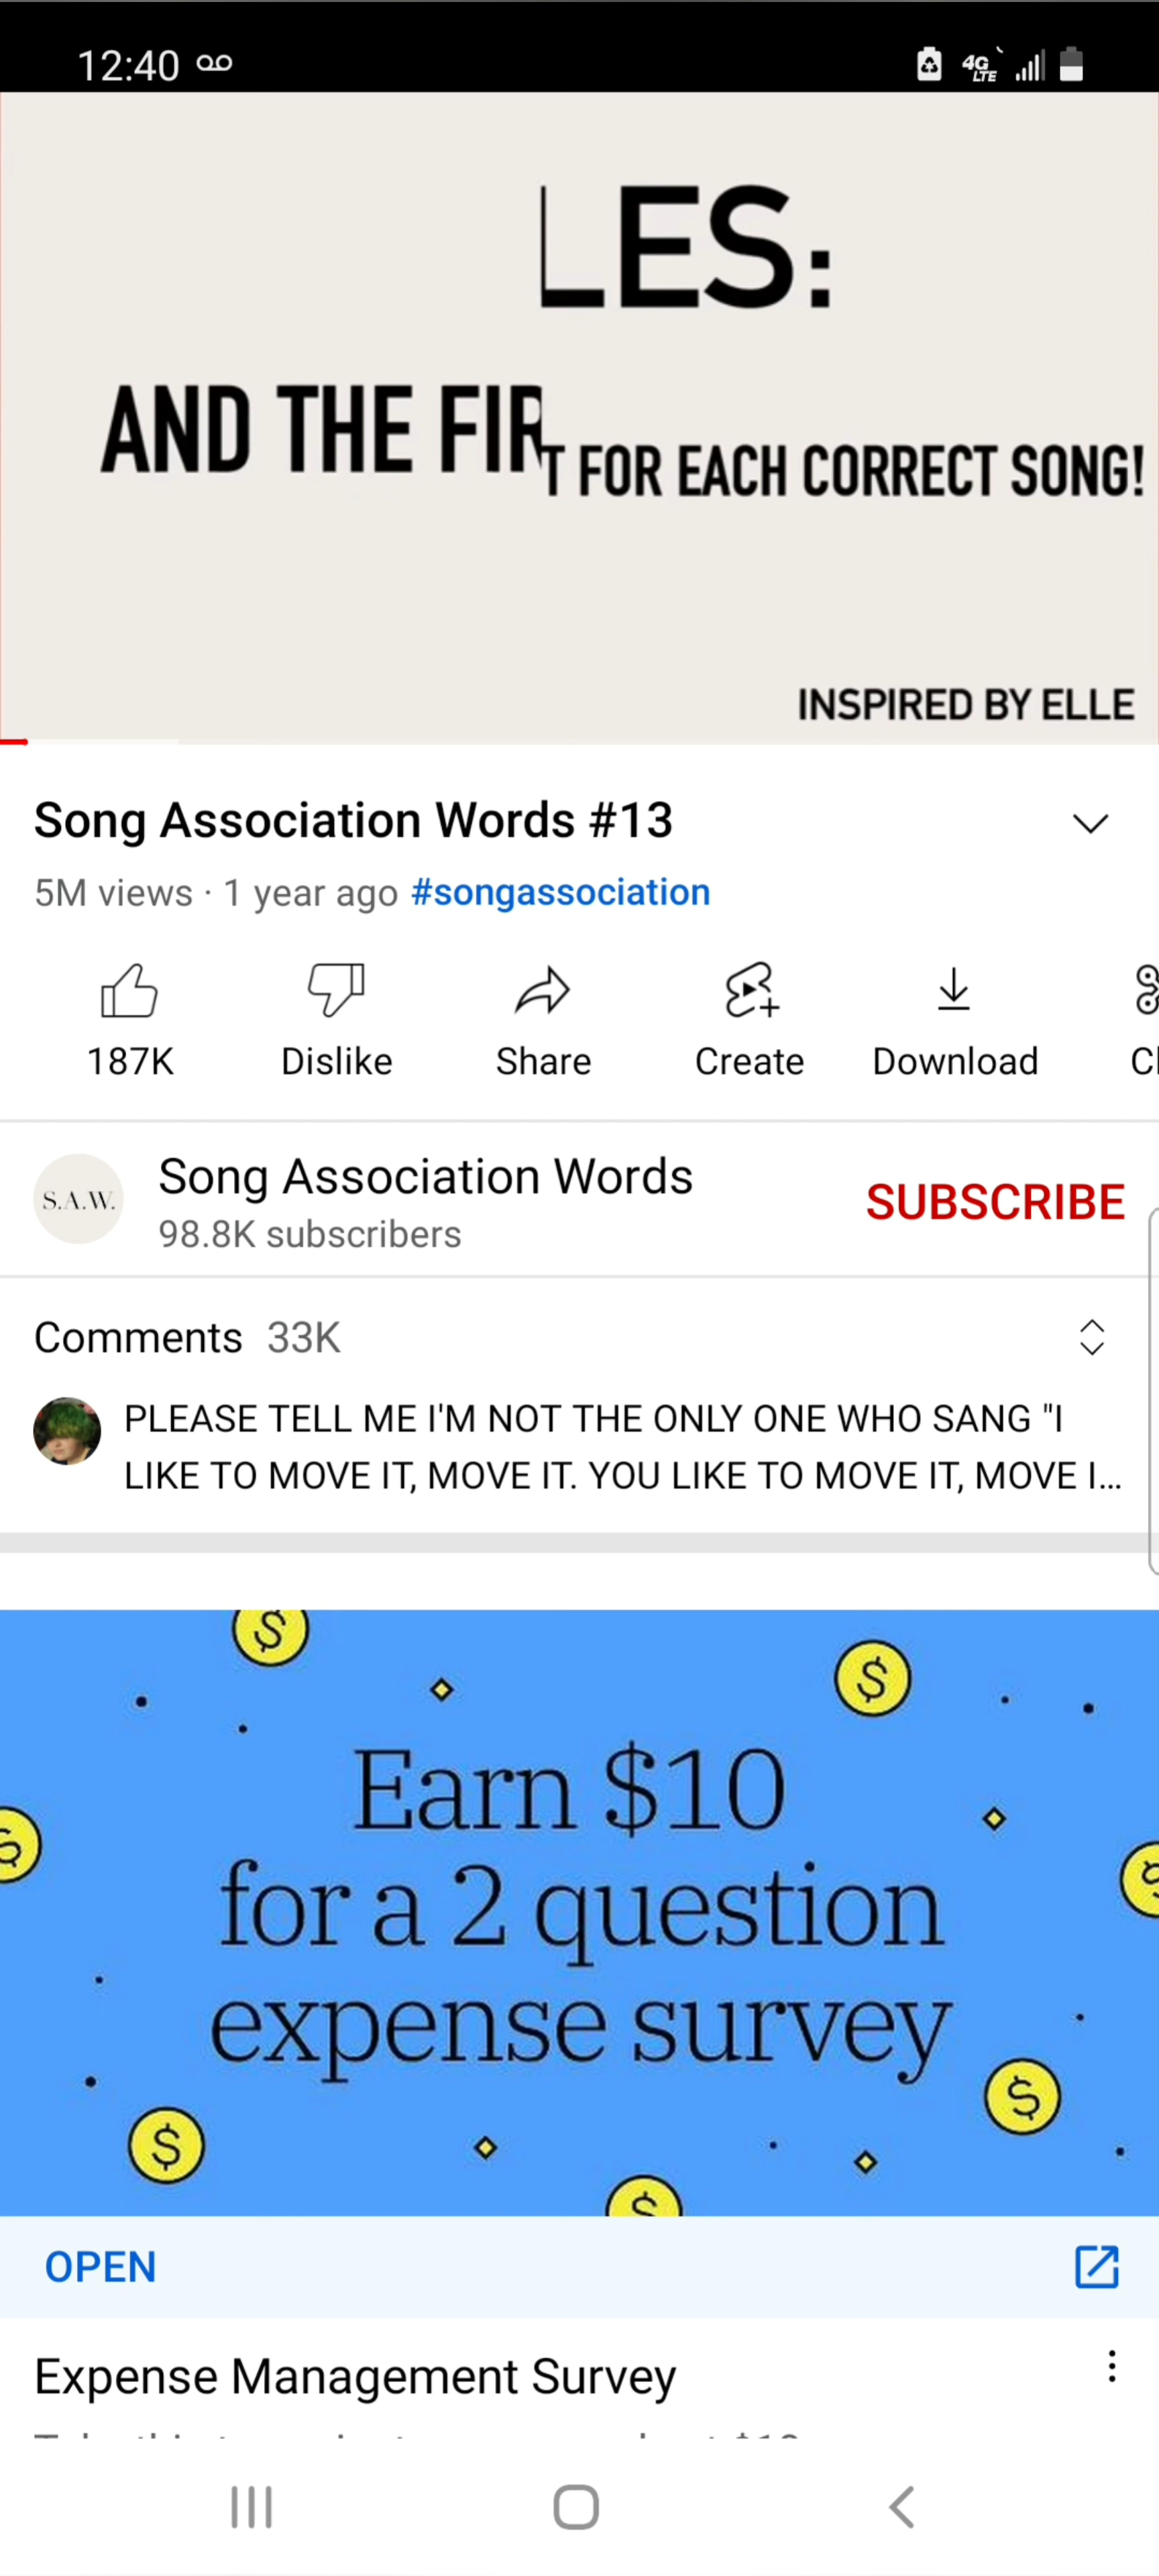 12:40
4G
LTE
LES:
AND THE FIR
T FOR EACH CORRECT SONG!
INSPIRED BY ELLE
Song Association Words #13
5M views · 1 year ago #songassociation
187K Dislike Share Create Download
S.A.W.
Song Association Words
98.8K subscribers
SUBSCRIBE
Comments 33K
PLEASE TELL ME I'M NOT THE ONLY ONE WHO SANG "I
LIKE TO MOVE IT, MOVE IT. YOU LIKE TO MOVE IT, MOVE I...
Earn $10
for a 2 question
expense survey
OPEN
Expense Management Survey